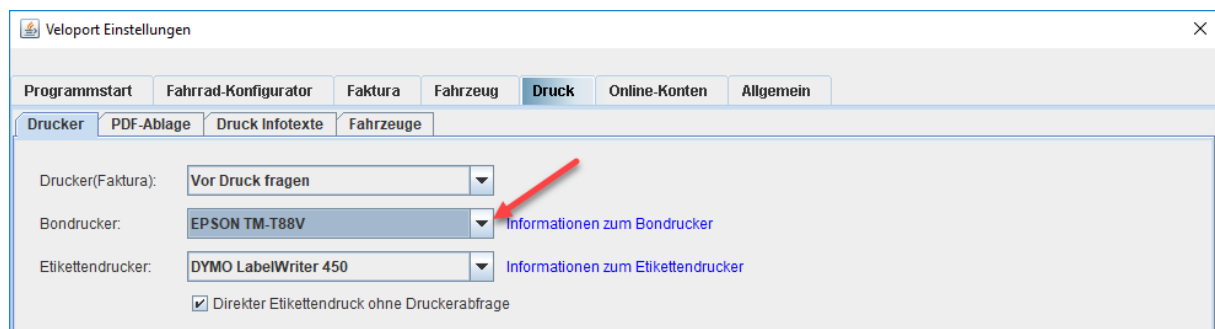 Veloport Einstellungen
Programmstart Fahrrad-Konfigurator Faktura Fahrzeug Druck Online-Konten Allgemein
Drucker PDF-Ablage Druck Infotexte Fahrzeuge
Drucker(Faktura): Vor Druck fragen
Bondrucker: EPSON TM-T88V Informationen zum Bondrucker
Etikettendrucker: DYMO LabelWriter 450 Informationen zum Etikettendrucker
Direkter Etikettendruck ohne Druckerabfrage